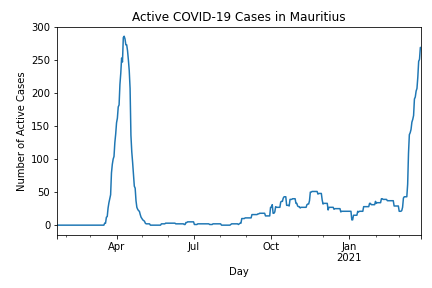 Active COVID-19 Cases in Mauritius
300
250
200
150
100
50
0
Number of Active Cases
Apr
Jul
Oct
Jan
2021
Day